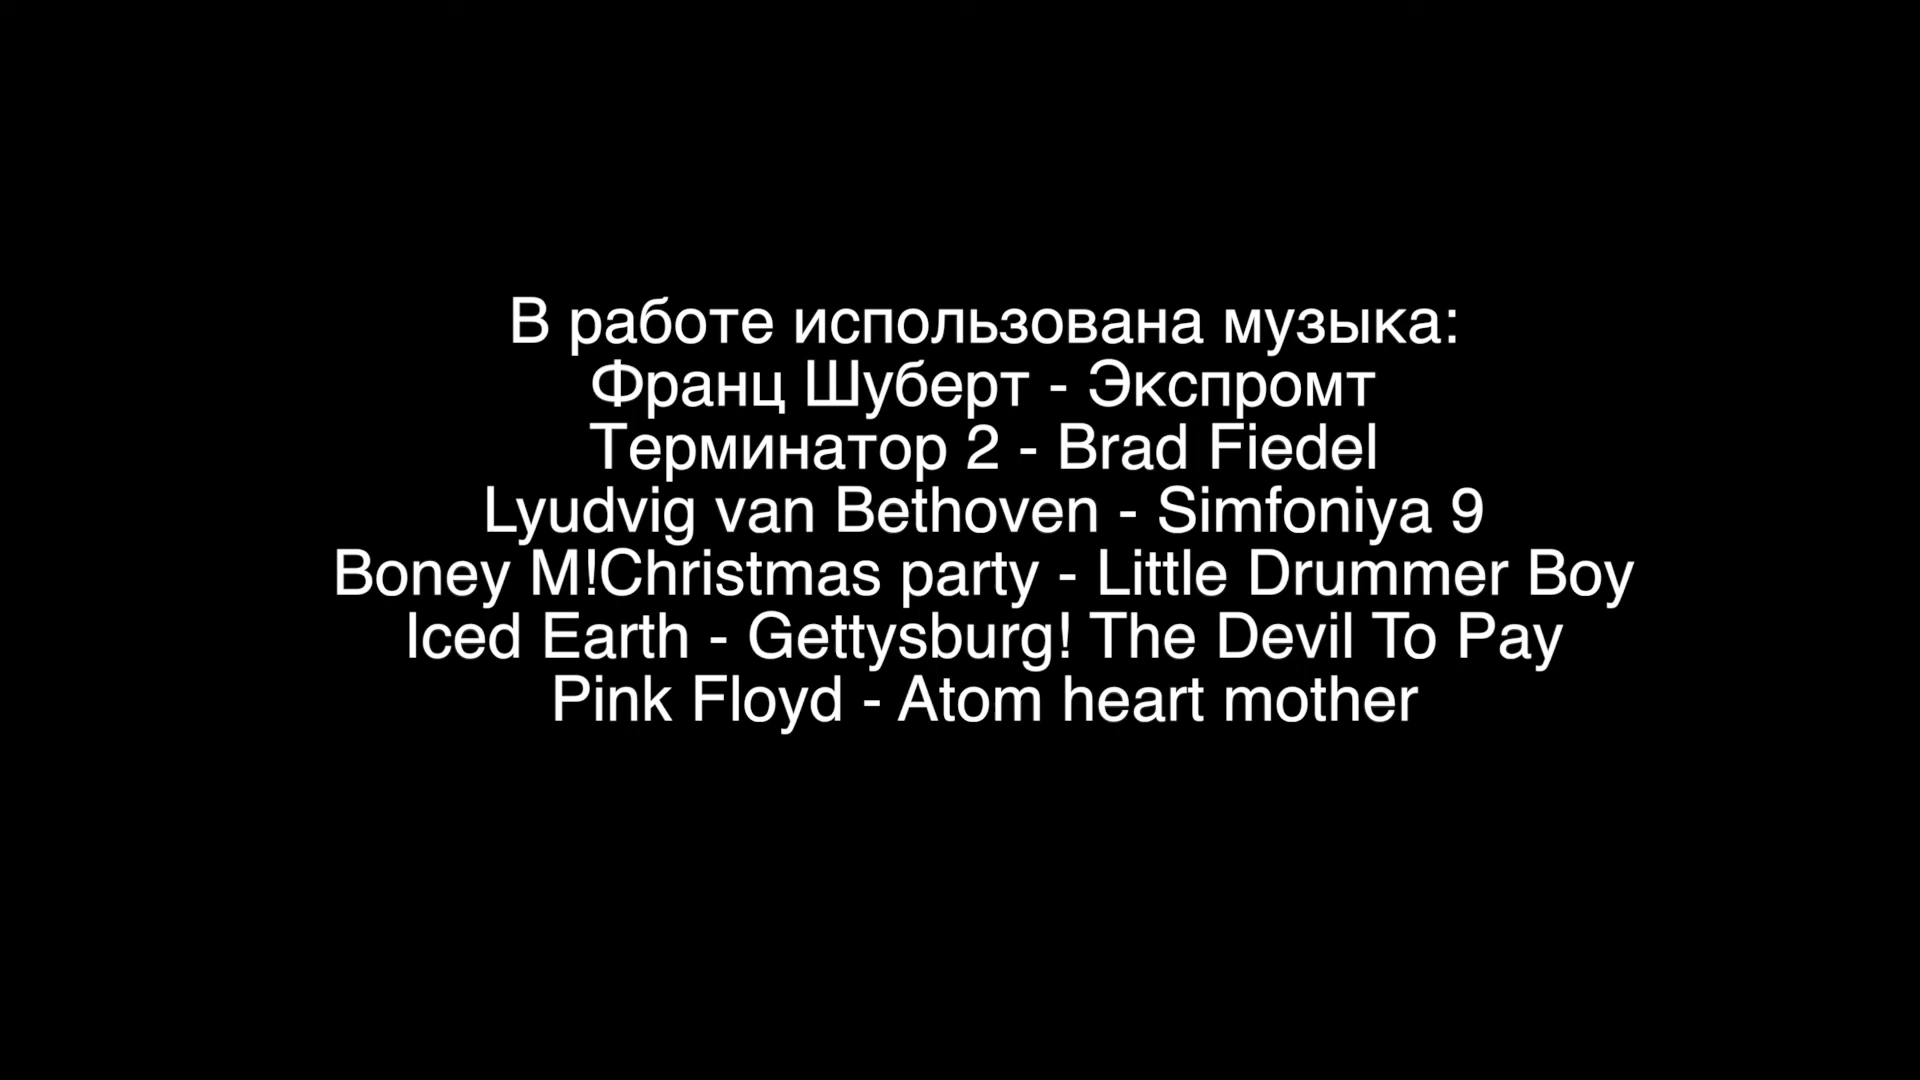 В работе использована музыка:
Франц Шуберт - Экспромт
Терминатор 2 - Brad Fiedel
Lyudvig van Bethoven - Simfoniya 9
Boney M!Christmas party - Little Drummer Boy
Iced Earth - Gettysburg! The Devil To Pay
Pink Floyd - Atom heart mother